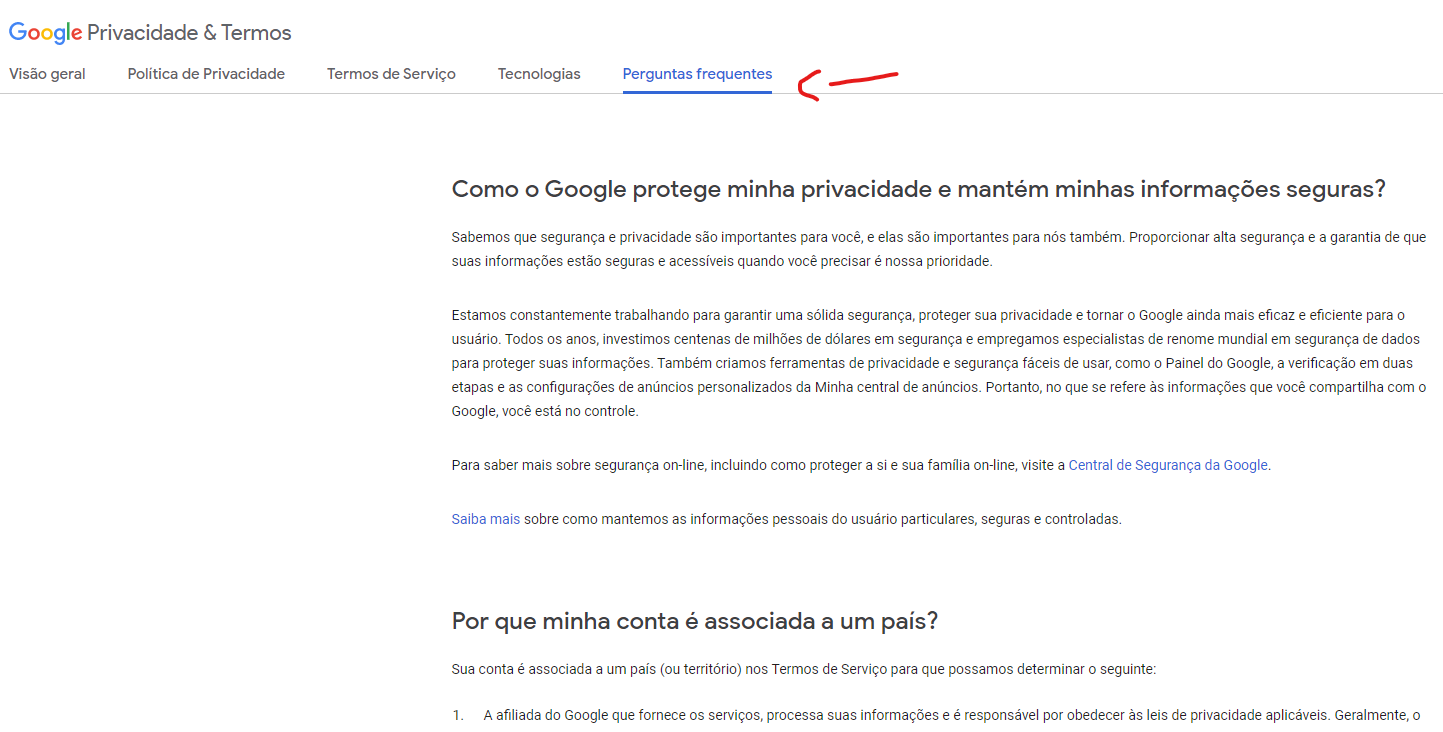 Google Privacidade & Termos
Visão geral Política de Privacidade Termos de Serviço Tecnologias Perguntas frequentes
Como o Google protege minha privacidade e mantém minhas informações seguras?
Sabemos que segurança e privacidade são importantes para você, e elas são importantes para nós também. Proporcionar alta segurança e a garantia de que
suas informações estão seguras e acessíveis quando você precisar é nossa prioridade.
Estamos constantemente trabalhando para garantir uma sólida segurança, proteger sua privacidade e tornar o Google ainda mais eficaz e eficiente para o
usuário. Todos os anos, investimos centenas de milhões de dólares em segurança e empregamos especialistas de renome mundial em segurança de dados
para proteger suas informações. Também criamos ferramentas de privacidade e segurança fáceis de usar, como o Painel do Google, a verificação em duas
etapas e as configurações de anúncios personalizados da Minha central de anúncios. Portanto, no que se refere às informações que você compartilha com o
Google, você está no controle.
Para saber mais sobre segurança on-line, incluindo como proteger a si e sua família on-line, visite a Central de Segurança da Google.
Saiba mais sobre como mantemos as informações pessoais do usuário particulares, seguras e controladas.
Por que minha conta é associada a um país?
Sua conta é associada a um país (ou território) nos Termos de Serviço para que possamos determinar o seguinte:
1. A afiliada do Google que fornece os serviços, processa suas informações e é responsável por obedecer às leis de privacidade aplicáveis. Geralmente, o